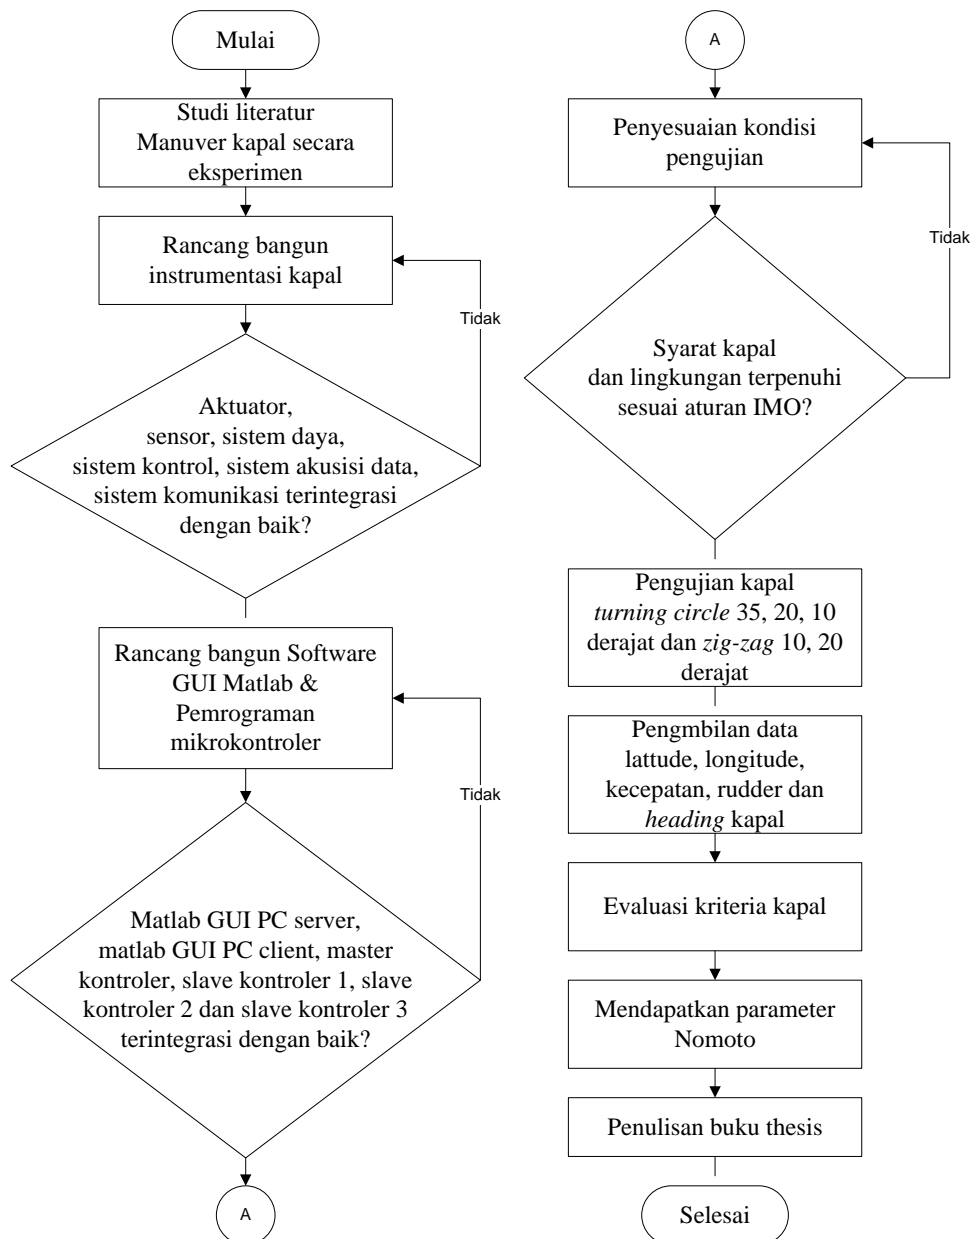 Mulai
Studi literatur
Manuver kapal secara
eksperimen
Rancang bangun
instrumentasi kapal
Tidak
Aktuator,
sensor, sistem daya,
sistem kontrol, sistem akusisi data,
sistem komunikasi terintegrasi
dengan baik?
Rancang bangun Software
GUI Matlab &
Pemrograman
mikrokontroler
Tidak
Matlab GUI PC server,
matlab GUI PC client, master
kontroler, slave kontroler 1, slave
kontroler 2 dan slave kontroler 3
terintegrasi dengan baik?
A
A
Penyesuaian kondisi
pengujian
Tidak
Syarat kapal
dan lingkungan terpenuhi
sesuai aturan IMO?
Pengujian kapal
turning circle 35, 20, 10
derajat dan zig-zag 10, 20
derajat
Pengmbilan data
lattude, longitude,
kecepatan, rudder dan
heading kapal
Evaluasi kriteria kapal
Mendapatkan parameter
Nomoto
Penulisan buku thesis
Selesai